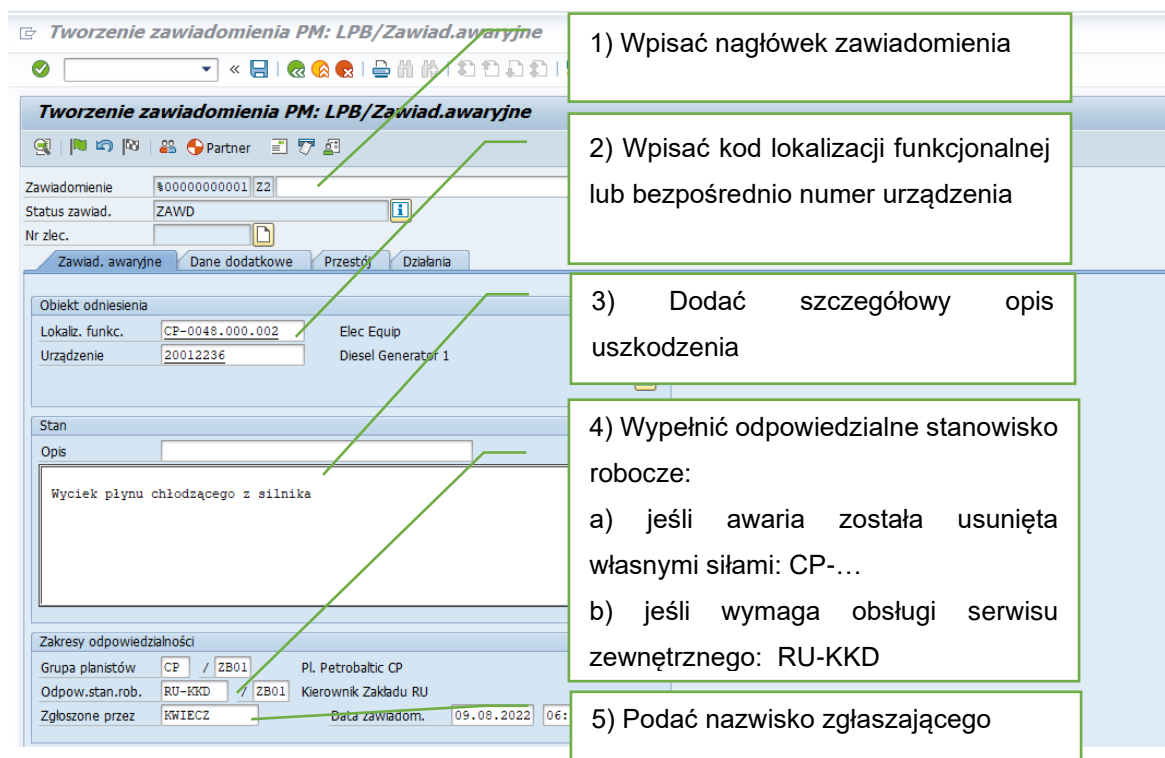 Tworzenie zawiadomienia PM: LPB/Zawiad.awaryjne
1) Wpisać nagłówek zawiadomienia
Tworzenie zawiadomienia PM: LPB/Zawiad.awaryjne
Partner
2) Wpisać kod lokalizacji funkcjonalnej
lub bezpośrednio numer urządzenia
Zawiadomienie %00000000001 Z2
Status zawiad. ZAWD
Nr zlec.
Zawiad. awaryjne Dane dodatkowe Przestój Działania
3) Dodać szczegółowy opis
uszkodzenia
Obiekt odniesienia
Lokaliz. funkc. CP-0048.000.002 Elec Equip
Urządzenie 20012236 Diesel Generator 1
4) Wypełnić odpowiedzialne stanowisko
robocze:
a) jeśli awaria została usunięta
własnymi siłami: CP-…
b) jeśli wymaga obsługi serwisu
zewnętrznego: RU-KKD
Stan
Opis
Wyciek płynu chłodzącego z silnika
Zakresy odpowiedzialności
Grupa planistów CP / ZB01 Pl. Petrobaltic CP
Odpow.stan.rob. RU-KKD / ZB01 Kierownik Zakładu RU
Zgłoszone przez KWIECZ Data zawiadom. 09.08.2022 06:
5) Podać nazwisko zgłaszającego